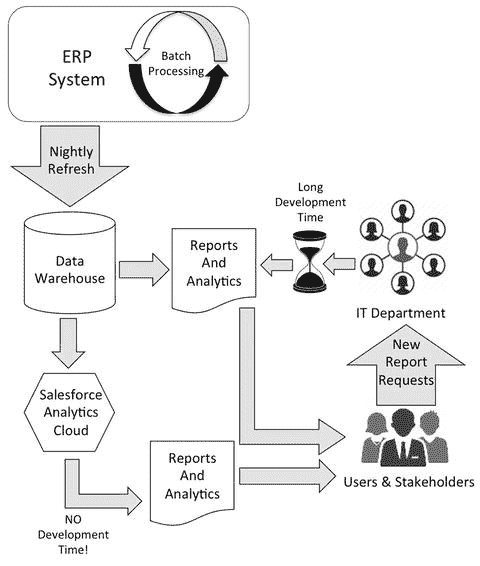 ERP
System
Batch
Processing
Nightly
Refresh
Long
Development
Time
Data
Warehouse
Reports
And
Analytics
IT Department
New
Report
Requests
Salesforce
Analytics
Cloud
Reports
And
Analytics
Users & Stakeholders
NO
Development
Time!